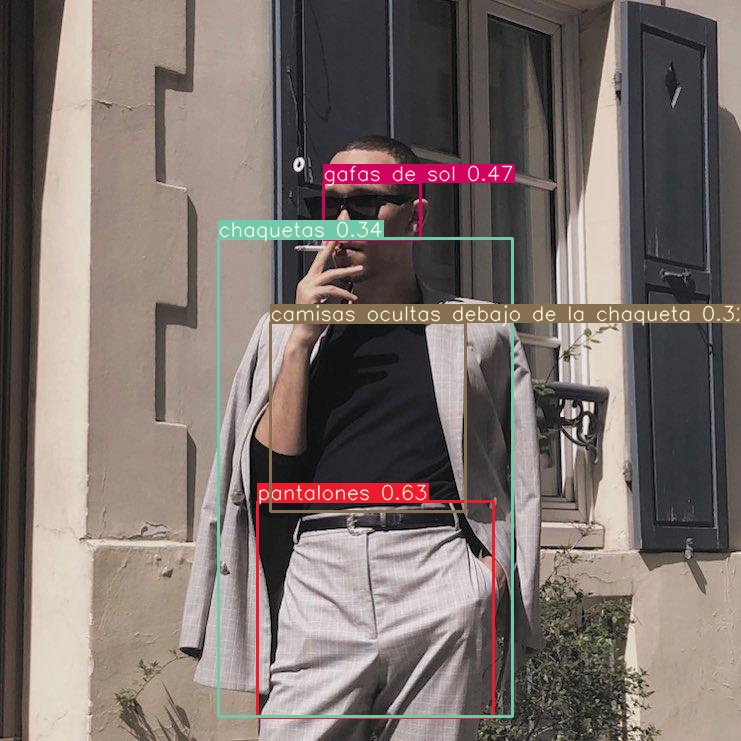 gafas de sol 0.47
chaquetas 0.34
camisas ocultas debajo de la chaqueta 0.3
pantalones 0.63